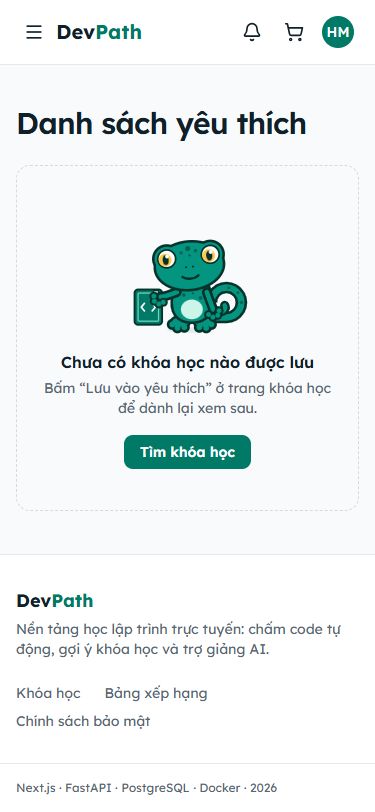 DevPath
HM
Danh sách yêu thích
< >
Chưa có khóa học nào được lưu
Bấm “Lưu vào yêu thích” ở trang khóa học
để dành lại xem sau.
Tìm khóa học
DevPath
Nền tảng học lập trình trực tuyến: chấm code tự
động, gợi ý khóa học và trợ giảng AI.
Khóa học Bảng xếp hạng
Chính sách bảo mật
Next.js · FastAPI · PostgreSQL · Docker · 2026